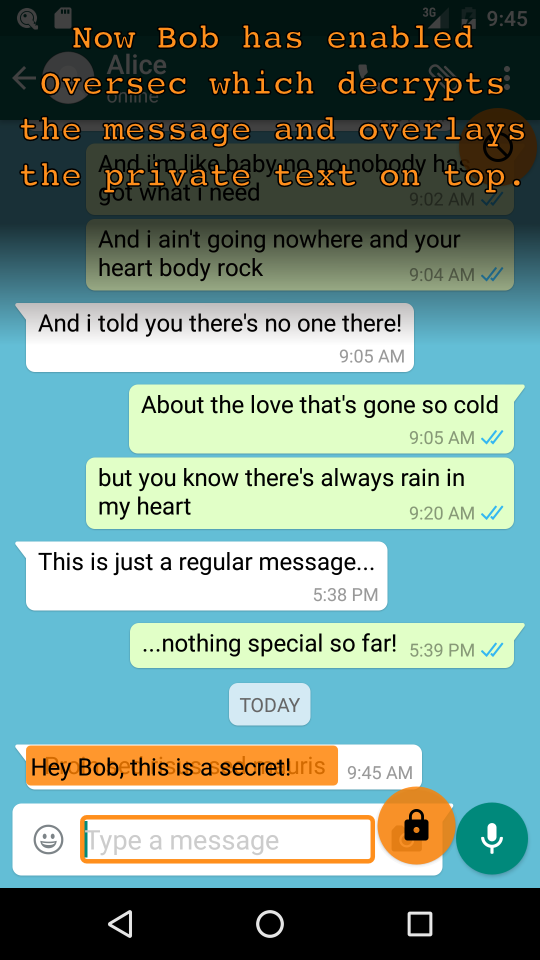 3G 9:45
Now Bob has enabled
Alice
Oversec which decrypts
online
the message and overlays
And i'm like baby no no nobody has
the private text on top.
got what i need
9:02 AM
And i ain't going nowhere and your
heart body rock
9:04 AM
And i told you there's no one there!
9:05 AM
About the love that's gone so cold
9:05 AM
but you know there's always rain in
my heart
9:20 AM
This is just a regular message...
5:38 PM
...nothing special so far! 5:39 PM
TODAY
Hey Bob, this is a secret! 9:45 AM
Type a message